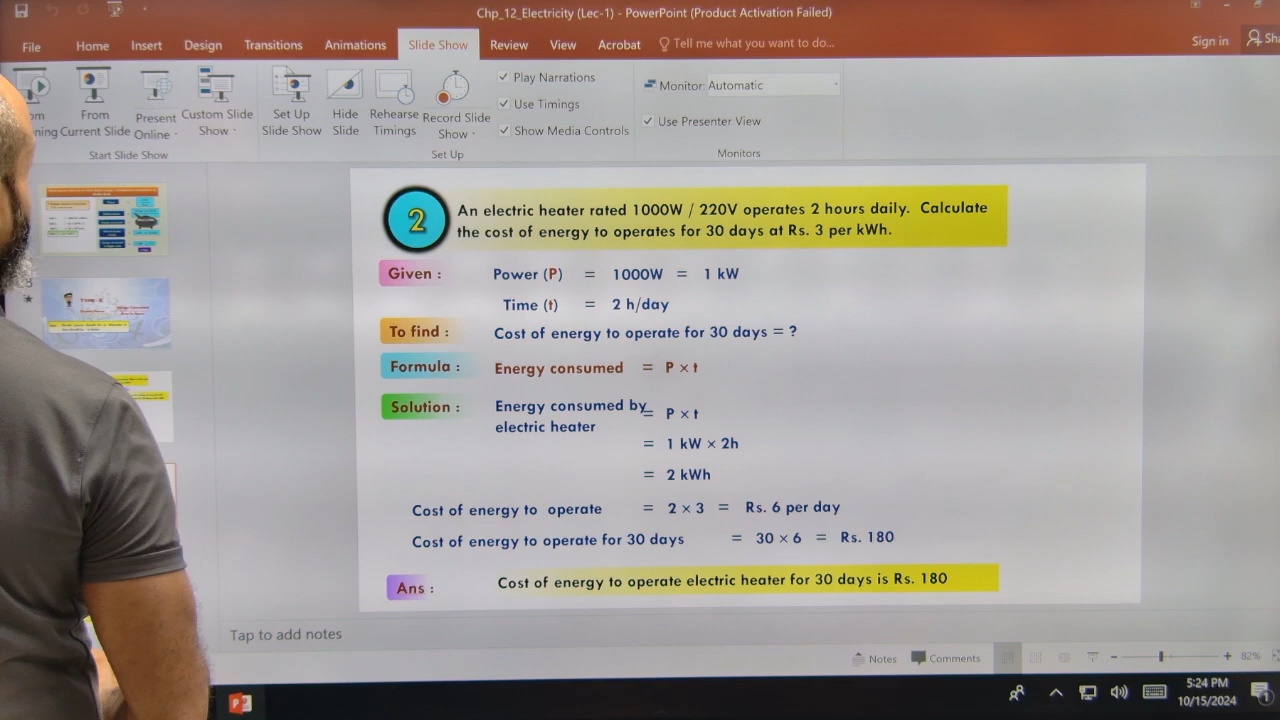 Chp_12_Electricity (Lec-1) - PowerPoint (Product Activation Failed)
File Home Insert Design Transitions Animations Slide Show Review View Acrobat Tell me what you want to do...
Sign in
From Current Slide
Present Online
Custom Slide Show
Set Up Slide Show
Hide Slide
Rehearse Timings
Record Slide Show
Play Narrations
Use Timings
Show Media Controls
Monitor: Automatic
Use Presenter View
Start Slide Show
Set Up
Monitors
2
An electric heater rated 1000W / 220V operates 2 hours daily. Calculate
the cost of energy to operates for 30 days at Rs. 3 per kWh.
Given : Power (P) = 1000W = 1 kW
Time (t) = 2 h/day
To find : Cost of energy to operate for 30 days = ?
Formula : Energy consumed = P × t
Solution : Energy consumed by electric heater = P × t
= 1 kW × 2h
= 2 kWh
Cost of energy to operate = 2 × 3 = Rs. 6 per day
Cost of energy to operate for 30 days = 30 × 6 = Rs. 180
Ans : Cost of energy to operate electric heater for 30 days is Rs. 180
Tap to add notes
Notes Comments 82%
5:24 PM
10/15/2024